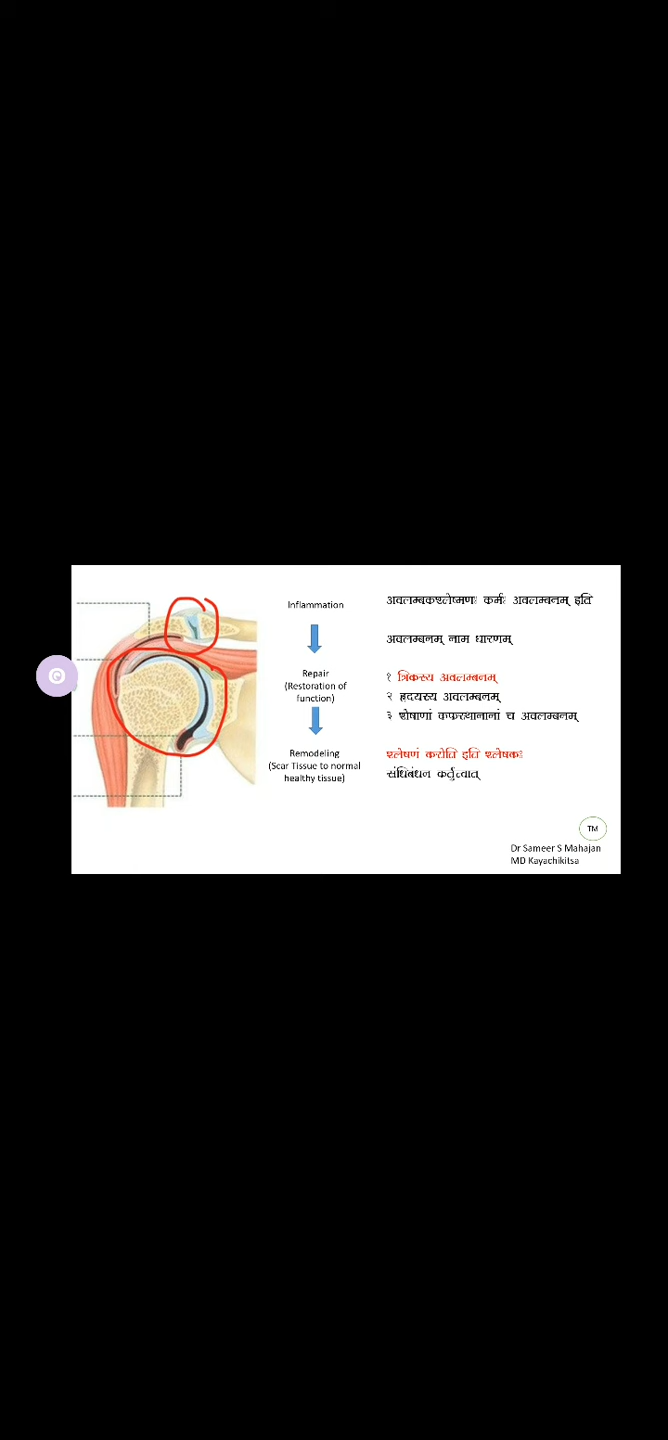 Inflammation
Repair
(Restoration of
function)
Remodeling
(Scar Tissue to normal
healthy tissue)
अवलम्बकश्लेष्मणः कर्मः अवलम्बनम् इति
अवलम्बनम् नाम धारणम्
१ त्रिकस्य अवलम्बनम्
२ हृदयस्य अवलम्बनम्
३ शेषाणां कफस्थानानां च अवलम्बनम्
श्लेषणं करोति इति श्लेषकः
संधिबंधन कर्तृत्वात्
TM
Dr Sameer S Mahajan
MD Kayachikitsa